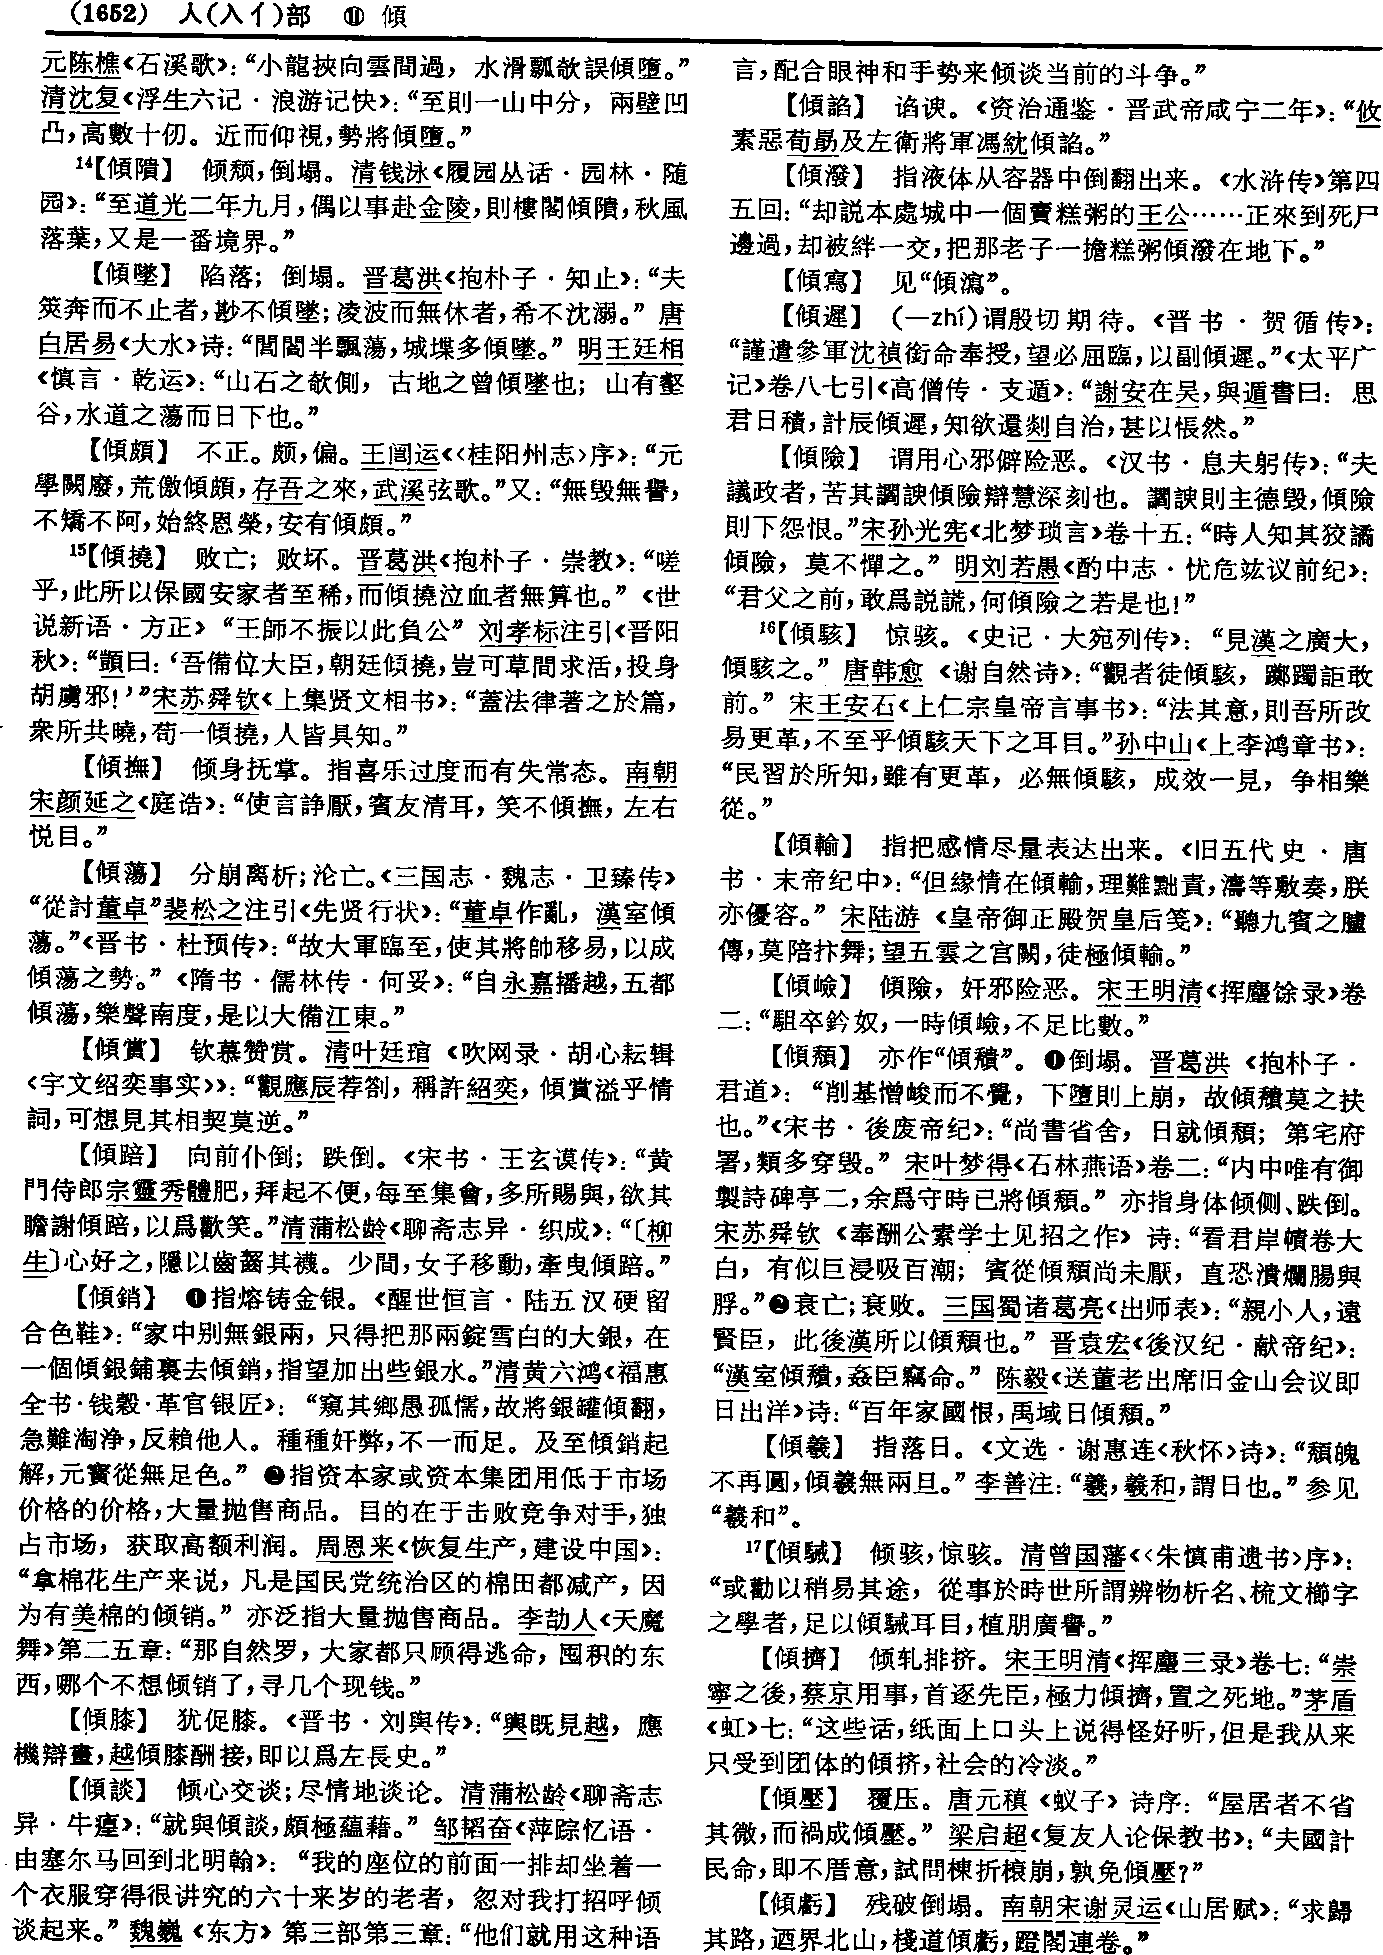 (1652) 人(入亻)部 ⑪ 傾
元陈樵《石溪歌》：“小龍挾向雲間過，水滑瓢欹誤傾墮。”
清沈复《浮生六记·浪游记快》：“至則一山中分，兩壁凹
凸，高數十仞。近而仰視，勢將傾墮。”
14【傾隤】 倾颓，倒塌。清钱泳《履园丛话·园林·随
园》：“至道光二年九月，偶以事赴金陵，則樓閣傾隤，秋風
落葉，又是一番境界。”
【傾墜】 陷落；倒塌。晋葛洪《抱朴子·知止》：“夫
筴奔而不止者，尠不傾墜；凌波而無休者，希不沈溺。”唐
白居易《大水》诗：“閭閻半飄蕩，城堞多傾墜。”明王廷相
《慎言·乾运》：“山石之欹側，古地之曾傾墜也；山有壑
谷，水道之蕩而日下也。”
【傾頗】 不正。颇，偏。王闿运《〈桂阳州志〉序》：“元
學闕廢，荒儌傾頗，存吾之來，武溪弦歌。”又：“無毁無譽，
不矯不阿，始終恩榮，安有傾頗。”
15【傾撓】 败亡；败坏。晋葛洪《抱朴子·崇教》：“嗟
乎，此所以保國安家者至稀，而傾撓泣血者無算也。”《世
说新语·方正》“王師不振以此負公”刘孝标注引《晋阳
秋》：“顗曰：‘吾備位大臣，朝廷傾撓，豈可草間求活，投身
胡虜邪！’”宋苏舜钦《上集贤文相书》：“蓋法律著之於篇，
衆所共曉，苟一傾撓，人皆具知。”
【傾撫】 倾身抚掌。指喜乐过度而有失常态。南朝
宋颜延之《庭诰》：“使言諍厭，賓友清耳，笑不傾撫，左右
悦目。”
【傾蕩】 分崩离析；沦亡。《三国志·魏志·卫臻传》
“從討董卓”裴松之注引《先贤行状》：“董卓作亂，漢室傾
蕩。”《晋书·杜预传》：“故大軍臨至，使其將帥移易，以成
傾蕩之勢。”《隋书·儒林传·何妥》：“自永嘉播越，五都
傾蕩，樂聲南度，是以大備江東。”
【傾賞】 钦慕赞赏。清叶廷琯《吹网录·胡心耘辑
〈宇文绍奕事实〉》：“觀應辰荐劄，稱許紹奕，傾賞溢乎情
詞，可想見其相契莫逆。”
【傾踣】 向前仆倒；跌倒。《宋书·王玄谟传》：“黄
門侍郎宗靈秀體肥，拜起不便，每至集會，多所賜與，欲其
瞻謝傾踣，以爲歡笑。”清蒲松龄《聊斋志异·织成》：“〔柳
生〕心好之，隱以齒齧其襪。少間，女子移動，牽曳傾踣。”
【傾銷】 ❶指熔铸金银。《醒世恒言·陆五汉硬留
合色鞋》：“家中别無銀兩，只得把那兩錠雪白的大銀，在
一個傾銀鋪裏去傾銷，指望加出些銀水。”清黄六鸿《福惠
全书·钱穀·革官银匠》：“窺其鄉愚孤懦，故將銀罐傾翻，
急難淘净，反賴他人。種種奸弊，不一而足。及至傾銷起
解，元寳從無足色。”❷指资本家或资本集团用低于市场
价格的价格，大量抛售商品。目的在于击败竞争对手，独
占市场，获取高额利润。周恩来《恢复生产，建设中国》：
“拿棉花生产来说，凡是国民党统治区的棉田都减产，因
为有美棉的倾销。”亦泛指大量抛售商品。李劼人《天魔
舞》第二五章：“那自然罗，大家都只顾得逃命，囤积的东
西，哪个不想倾销了，寻几个现钱。”
【傾膝】 犹促膝。《晋书·刘舆传》：“輿既見越，應
機辯畫，越傾膝酬接，即以爲左長史。”
【傾談】 倾心交谈；尽情地谈论。清蒲松龄《聊斋志
异·牛㾮》：“就與傾談，頗極蘊藉。”邹韬奋《萍踪忆语·
由塞尔马回到北明翰》：“我的座位的前面一排却坐着一
个衣服穿得很讲究的六十来岁的老者，忽对我打招呼倾
谈起来。”魏巍《东方》第三部第三章：“他们就用这种语
言，配合眼神和手势来倾谈当前的斗争。”
【傾諂】 谄谀。《资治通鉴·晋武帝咸宁二年》：“攸
素惡荀勗及左衛將軍馮紞傾諂。”
【傾潑】 指液体从容器中倒翻出来。《水浒传》第四
五回：“却説本處城中一個賣糕粥的王公……正來到死尸
邊過，却被絆一交，把那老子一擔糕粥傾潑在地下。”
【傾寫】 见“傾瀉”。
【傾遲】 (—zhí)谓殷切期待。《晋书·贺循传》：
“謹遣參軍沈禎銜命奉授，望必屈臨，以副傾遲。”《太平广
记》卷八七引《高僧传·支遁》：“謝安在吴，與遁書曰：思
君日積，計辰傾遲，知欲還剡自治，甚以悵然。”
【傾險】 谓用心邪僻险恶。《汉书·息夫躬传》：“夫
議政者，苦其讇諛傾險辯慧深刻也。讇諛則主德毁，傾險
則下怨恨。”宋孙光宪《北梦琐言》卷十五：“時人知其狡譎
傾險，莫不憚之。”明刘若愚《酌中志·忧危竑议前纪》：
“君父之前，敢爲説謊，何傾險之若是也！”
16【傾駭】 惊骇。《史记·大宛列传》：“見漢之廣大，
傾駭之。”唐韩愈《谢自然诗》：“觀者徒傾駭，躑躅詎敢
前。”宋王安石《上仁宗皇帝言事书》：“法其意，則吾所改
易更革，不至乎傾駭天下之耳目。”孙中山《上李鸿章书》：
“民習於所知，雖有更革，必無傾駭，成效一見，争相樂
從。”
【傾輸】 指把感情尽量表达出来。《旧五代史·唐
书·末帝纪中》：“但緣情在傾輸，理難黜責，濤等敷奏，朕
亦優容。”宋陆游《皇帝御正殿贺皇后笺》：“聽九賓之臚
傳，莫陪抃舞；望五雲之宫闕，徒極傾輸。”
【傾嶮】 傾險，奸邪险恶。宋王明清《挥麈馀录》卷
二：“駔卒鈐奴，一時傾嶮，不足比數。”
【傾頹】 亦作“傾穨”。❶倒塌。晋葛洪《抱朴子·
君道》：“削基憎峻而不覺，下墮則上崩，故傾穨莫之扶
也。”《宋书·後废帝纪》：“尚書省舍，日就傾頹；第宅府
署，類多穿毁。”宋叶梦得《石林燕语》卷二：“内中唯有御
製詩碑亭二，余爲守時已將傾頹。”亦指身体倾侧、跌倒。
宋苏舜钦《奉酬公素学士见招之作》诗：“看君岸幘卷大
白，有似巨浸吸百潮；賓從傾頹尚未厭，直恐潰爛腸與
脬。”❷衰亡；衰败。三国蜀诸葛亮《出师表》：“親小人，遠
賢臣，此後漢所以傾頹也。”晋袁宏《後汉纪·献帝纪》：
“漢室傾穨，姦臣竊命。”陈毅《送董老出席旧金山会议即
日出洋》诗：“百年家國恨，禹域日傾頹。”
【傾羲】 指落日。《文选·谢惠连〈秋怀〉诗》：“頹魄
不再圓，傾羲無兩旦。”李善注：“羲，羲和，謂日也。”参见
“羲和”。
17【傾駴】 倾骇，惊骇。清曾国藩《〈朱慎甫遗书〉序》：
“或勸以稍易其途，從事於時世所謂辨物析名、梳文櫛字
之學者，足以傾駴耳目，植朋廣譽。”
【傾擠】 倾轧排挤。宋王明清《挥麈三录》卷七：“崇
寧之後，蔡京用事，首逐先臣，極力傾擠，置之死地。”茅盾
《虹》七：“这些话，纸面上口头上说得怪好听，但是我从来
只受到团体的倾挤，社会的冷淡。”
【傾壓】 覆压。唐元稹《蚁子》诗序：“屋居者不省
其微，而禍成傾壓。”梁启超《复友人论保教书》：“夫國計
民命，即不厝意，試問棟折榱崩，孰免傾壓？”
【傾虧】 残破倒塌。南朝宋谢灵运《山居赋》：“求歸
其路，迺界北山，棧道傾虧，蹬閣連卷。”